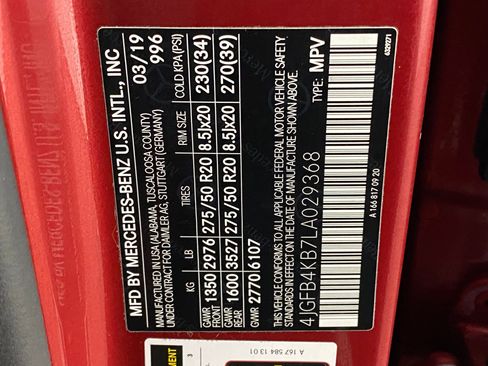 MFD BY MERCEDES-BENZ U.S. INTL., INC
MANUFACTURED IN USA (ALABAMA, TUSCALOOSA COUNTY)
MANUFACTURED FOR DAIMLER AG, STUTTGART (GERMANY)
03/19
996
KG LB TIRES RIM SIZE COLD KPA (PSI)
GAWR FRONT 1350 2976 275/50 R20 8.5Jx20 230(34)
GAWR REAR 1600 3527 275/50 R20 8.5Jx20 270(39)
GVWR 2770 6107
THIS VEHICLE CONFORMS TO ALL APPLICABLE FEDERAL MOTOR VEHICLE SAFETY
STANDARDS IN EFFECT ON THE DATE OF MANUFACTURE SHOWN ABOVE.
4JGFB4KB7LA029368
TYPE: MPV
A 166 817 09 20
4329271
3
A 167 584 13 01